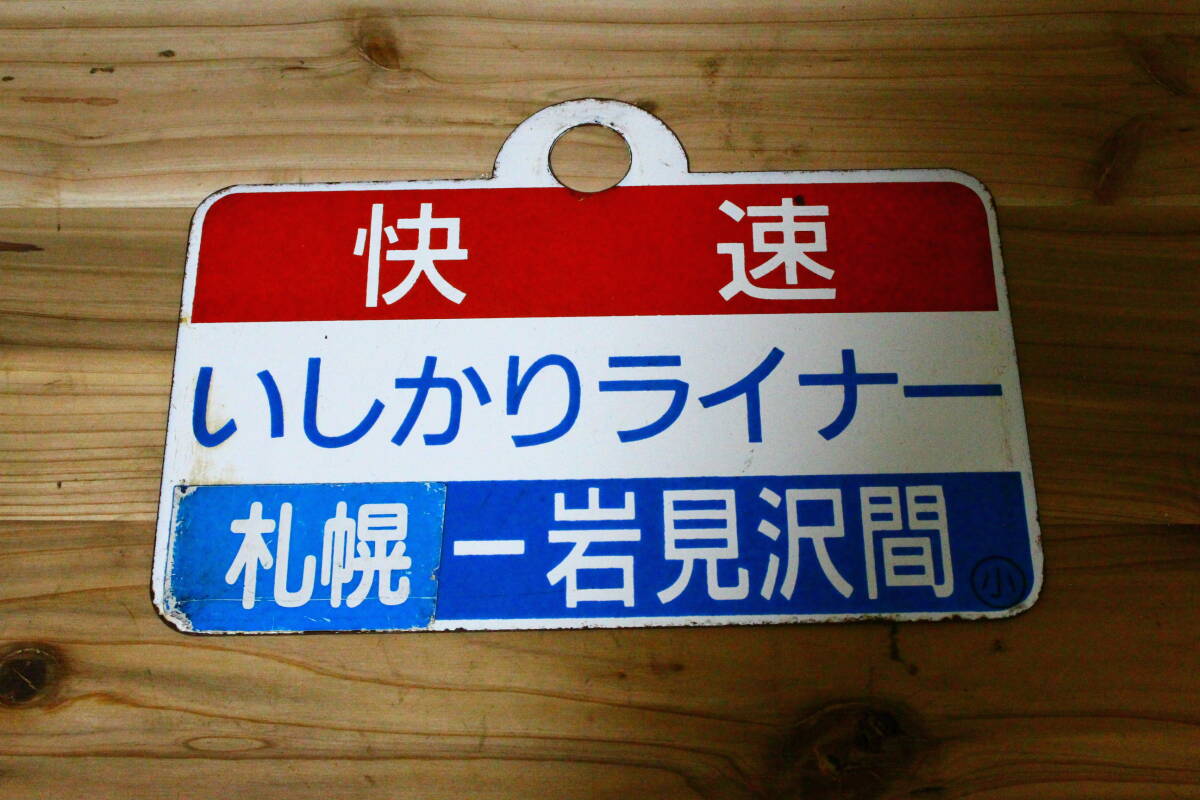 快速
いしかりライナー
札幌ー岩見沢間 小